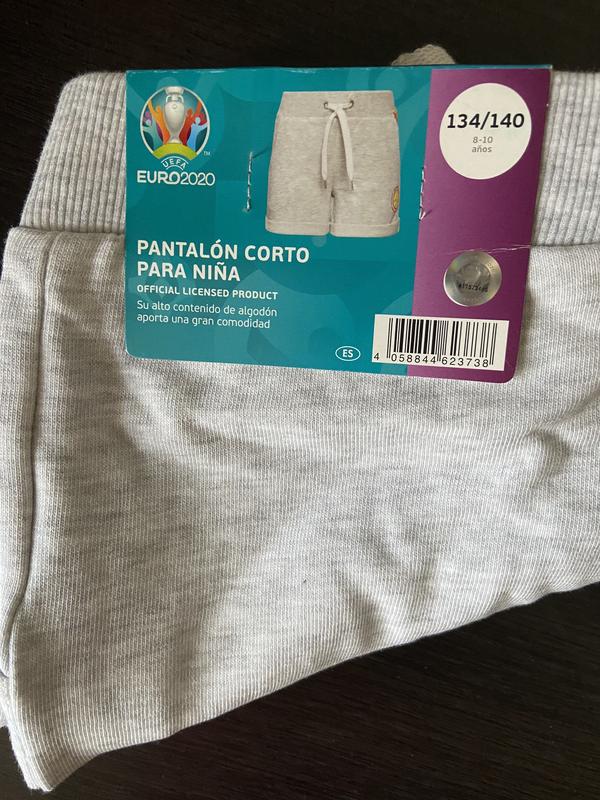 UEFA
EURO2020
TM
134/140
8-10
años
PANTALÓN CORTO
PARA NIÑA
OFFICIAL LICENSED PRODUCT
Su alto contenido de algodón
aporta una gran comodidad
ES
4 058844 623738